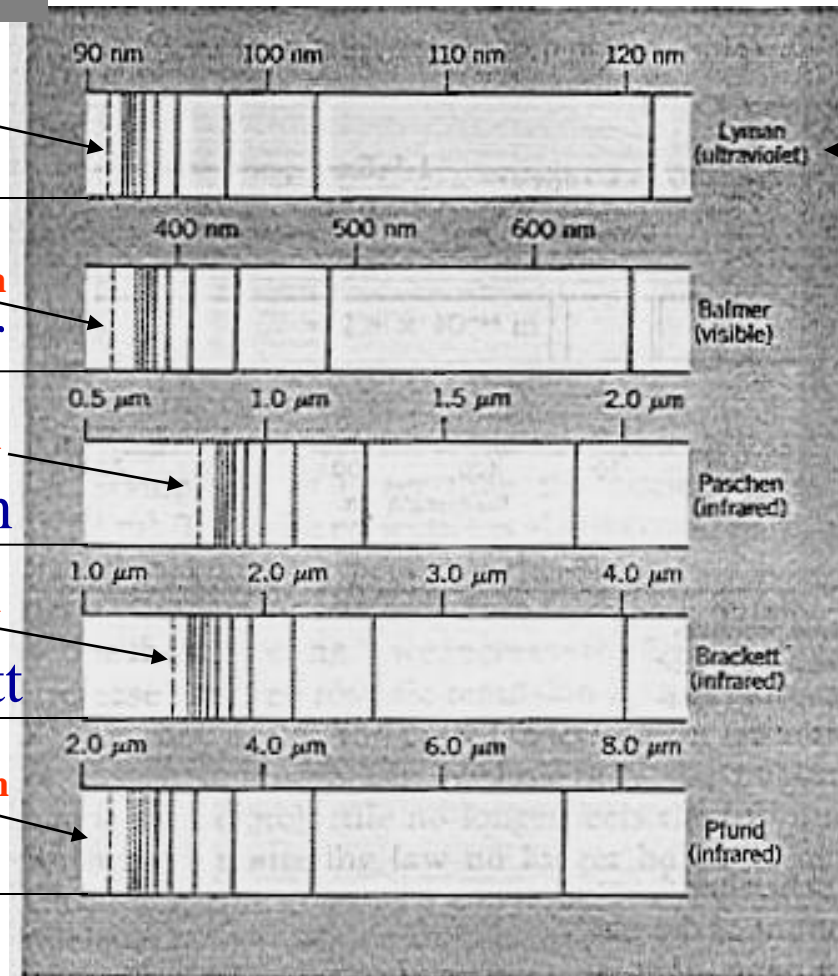 90 nm 100 nm 110 nm 120 nm
Lyman
(ultraviolet)
400 nm 500 nm 600 nm
Balmer
(visible)
0.5 μm 1.0 μm 1.5 μm 2.0 μm
Paschen
(infrared)
1.0 μm 2.0 μm 3.0 μm 4.0 μm
Brackett
(infrared)
2.0 μm 4.0 μm 6.0 μm 8.0 μm
Pfund
(infrared)